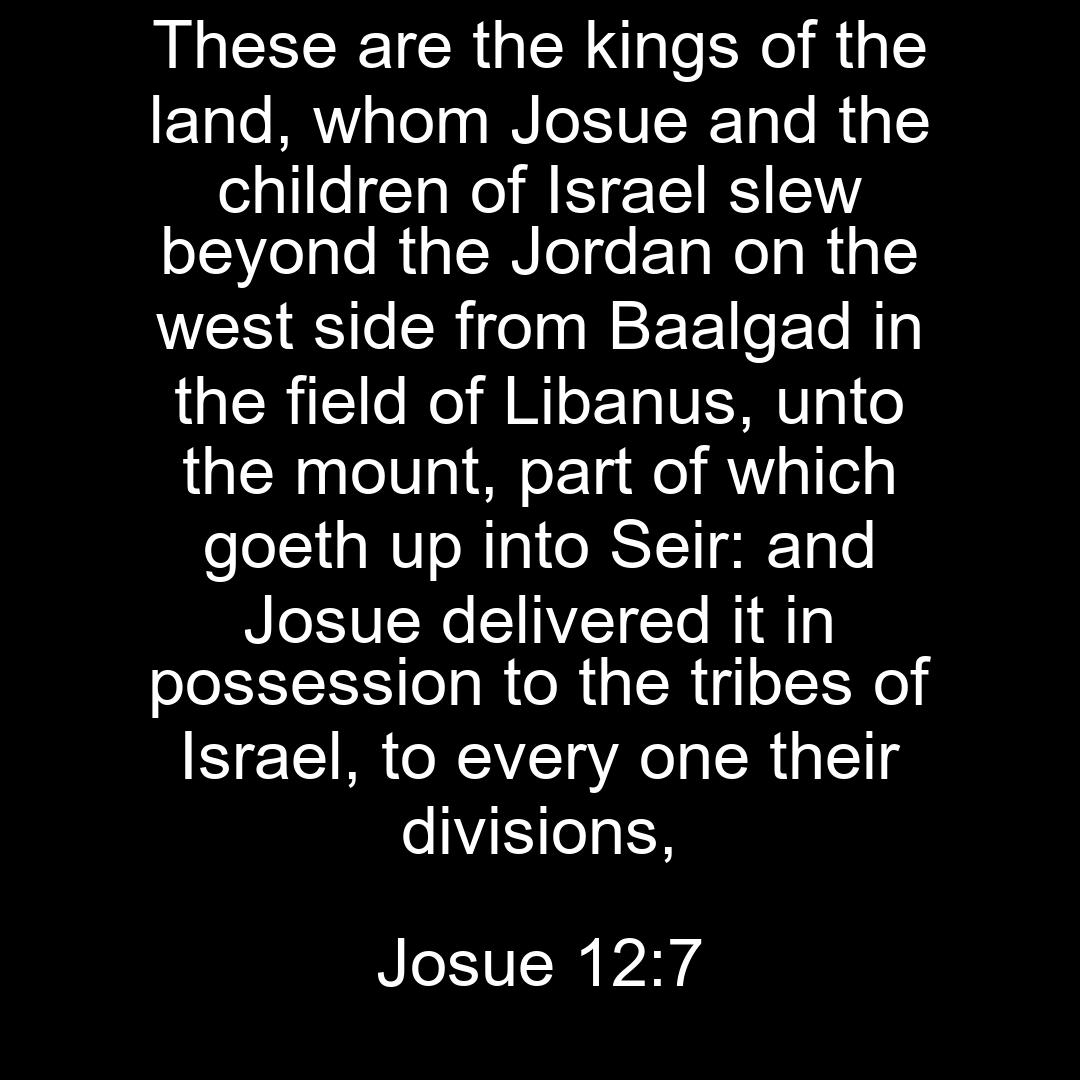 These are the kings of the
land, whom Josue and the
children of Israel slew
beyond the Jordan on the
west side from Baalgad in
the field of Libanus, unto
the mount, part of which
goeth up into Seir: and
Josue delivered it in
possession to the tribes of
Israel, to every one their
divisions,
Josue 12:7